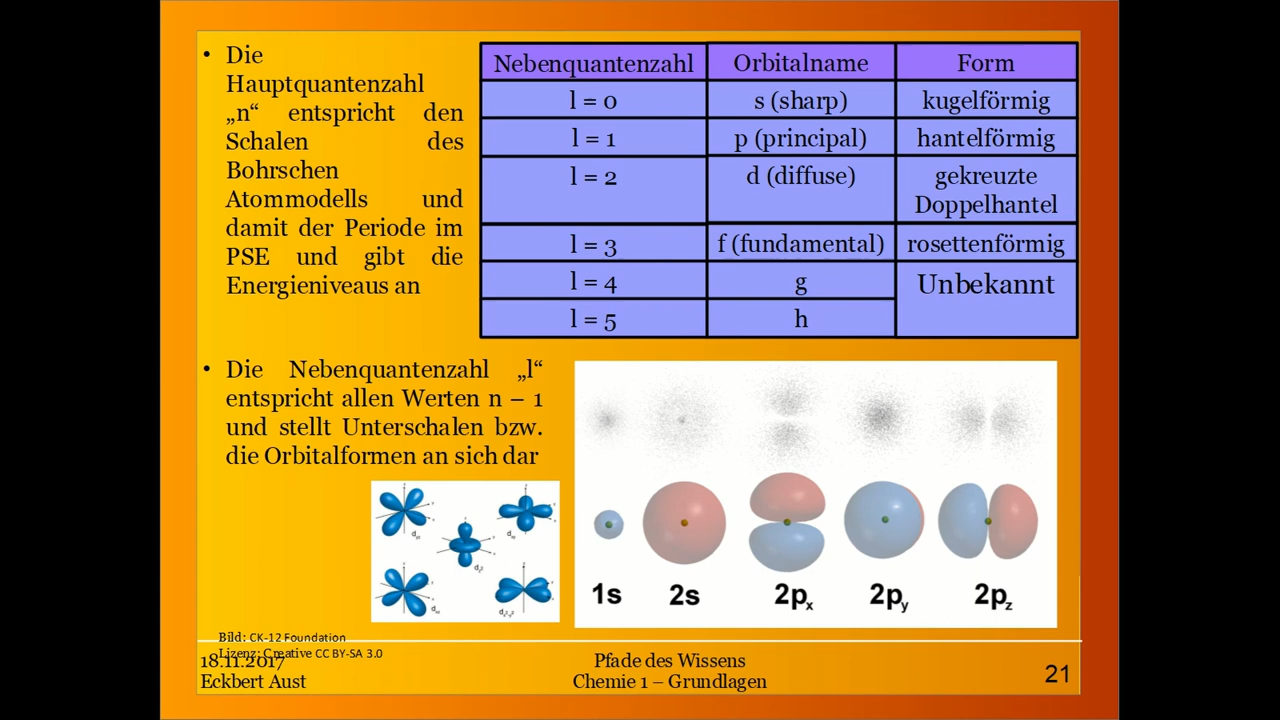 • Die
Hauptquantenzahl
„n“ entspricht den
Schalen des
Bohrschen
Atommodells und
damit der Periode im
PSE und gibt die
Energieniveaus an
Nebenquantenzahl Orbitalname Form
l = 0 s (sharp) kugelförmig
l = 1 p (principal) hantelförmig
l = 2 d (diffuse) gekreuzte
Doppelhantel
l = 3 f (fundamental) rosettenförmig
l = 4 g Unbekannt
l = 5 h
• Die Nebenquantenzahl „l“
entspricht allen Werten n – 1
und stellt Unterschalen bzw.
die Orbitalformen an sich dar
1s 2s 2px 2py 2pz
Bild: CK-12 Foundation
Lizenz: Creative CC BY-SA 3.0
18.11.2017
Eckbert Aust
Pfade des Wissens
Chemie 1 – Grundlagen
21